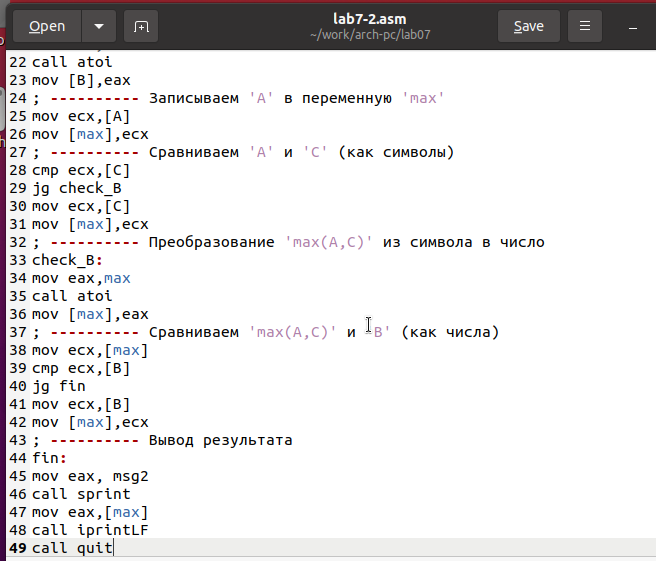 Open
lab7-2.asm
~/work/arch-pc/lab07
Save
22 call atoi
23 mov [B],eax
24 ; ---------- Записываем 'A' в переменную 'max'
25 mov ecx,[A]
26 mov [max],ecx
27 ; ---------- Сравниваем 'A' и 'C' (как символы)
28 cmp ecx,[C]
29 jg check_B
30 mov ecx,[C]
31 mov [max],ecx
32 ; ---------- Преобразование 'max(A,C)' из символа в число
33 check_B:
34 mov eax,max
35 call atoi
36 mov [max],eax
37 ; ---------- Сравниваем 'max(A,C)' и 'B' (как числа)
38 mov ecx,[max]
39 cmp ecx,[B]
40 jg fin
41 mov ecx,[B]
42 mov [max],ecx
43 ; ---------- Вывод результата
44 fin:
45 mov eax, msg2
46 call sprint
47 mov eax,[max]
48 call iprintLF
49 call quit